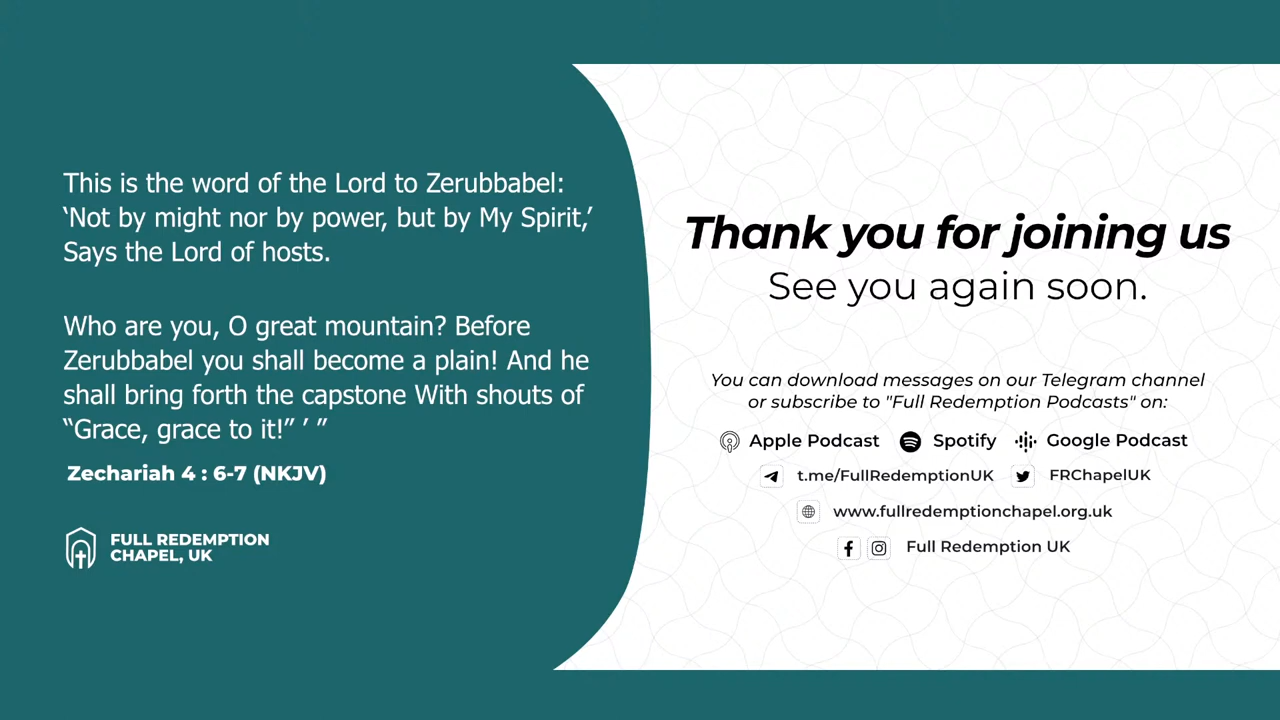 This is the word of the Lord to Zerubbabel:
‘Not by might nor by power, but by My Spirit,’
Says the Lord of hosts.
Who are you, O great mountain? Before
Zerubbabel you shall become a plain! And he
shall bring forth the capstone With shouts of
“Grace, grace to it!” ’ ”
Zechariah 4 : 6-7 (NKJV)
FULL REDEMPTION
CHAPEL, UK
Thank you for joining us
See you again soon.
You can download messages on our Telegram channel
or subscribe to "Full Redemption Podcasts" on:
Apple Podcast Spotify Google Podcast
t.me/FullRedemptionUK FRChapelUK
www.fullredemptionchapel.org.uk
Full Redemption UK